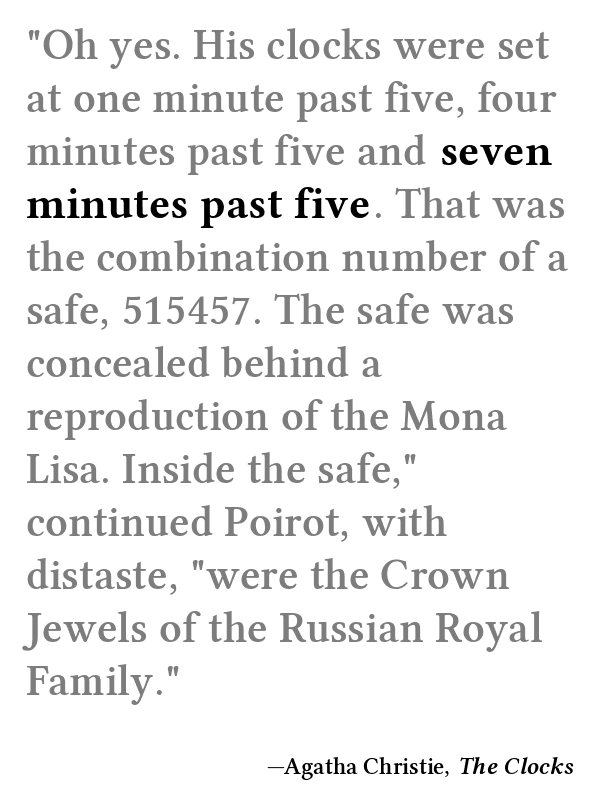 "Oh yes. His clocks were set
at one minute past five, four
minutes past five and seven
minutes past five. That was
the combination number of a
safe, 515457. The safe was
concealed behind a
reproduction of the Mona
Lisa. Inside the safe,"
continued Poirot, with
distaste, "were the Crown
Jewels of the Russian Royal
Family."
—Agatha Christie, The Clocks